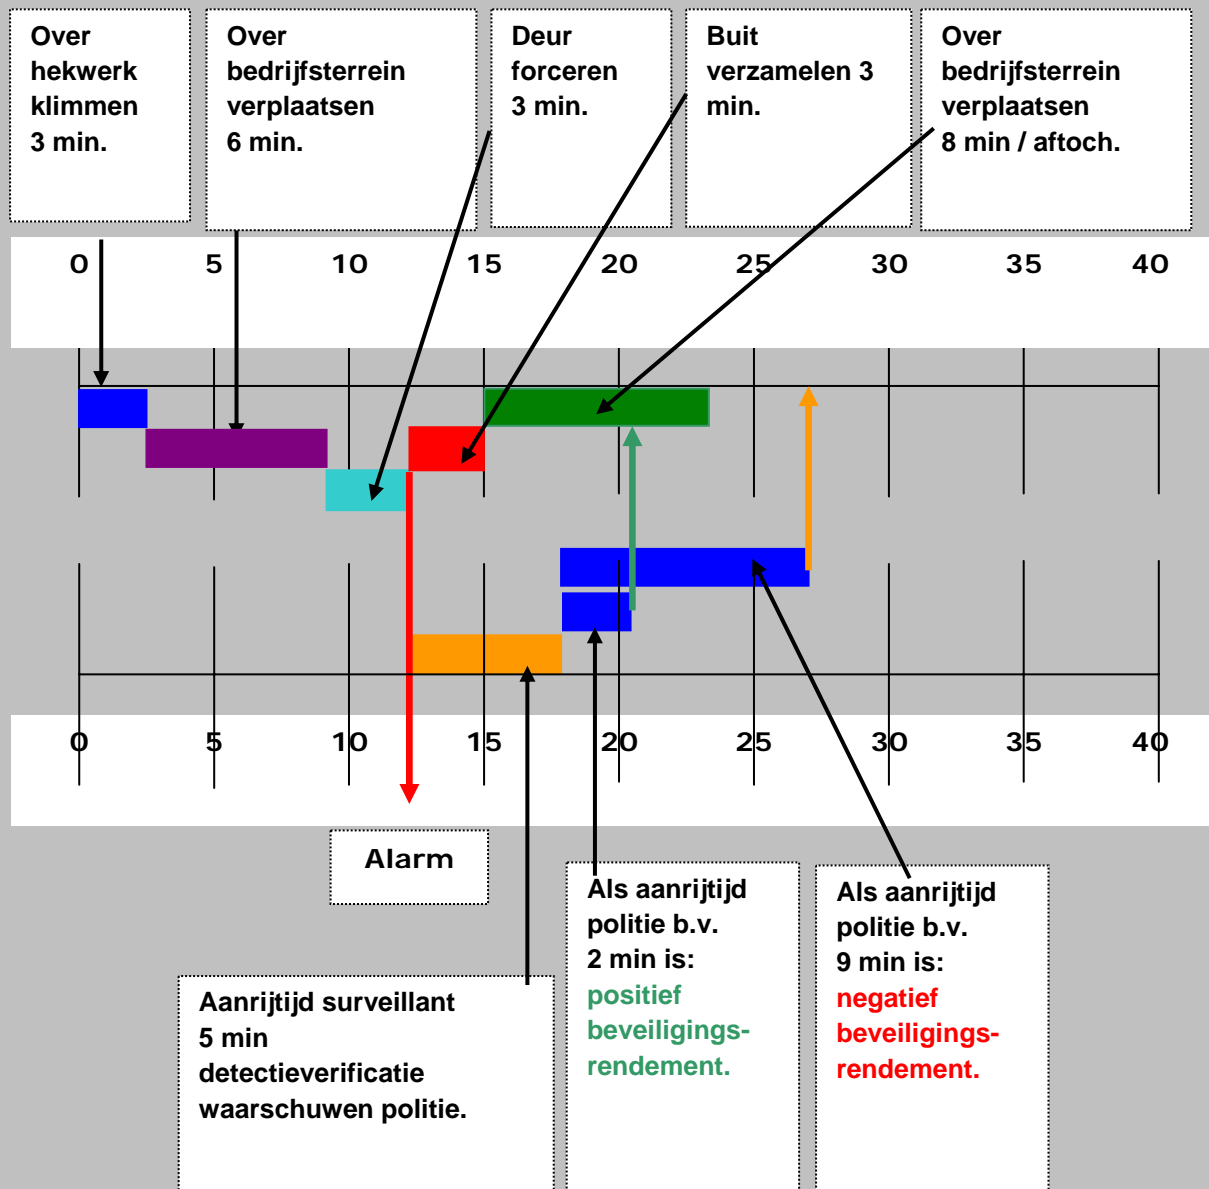 Over
hekwerk
klimmen
3 min.
Over
bedrijfsterrein
verplaatsen
6 min.
Deur
forceren
3 min.
Buit
verzamelen 3
min.
Over
bedrijfsterrein
verplaatsen
8 min / aftoch.
0 5 10 15 20 25 30 35 40
0 5 10 15 20 25 30 35 40
Alarm
Aanrijtijd surveillant
5 min
detectieverificatie
waarschuwen politie.
Als aanrijtijd
politie b.v.
2 min is:
positief
beveiligings-
rendement.
Als aanrijtijd
politie b.v.
9 min is:
negatief
beveiligings-
rendement.